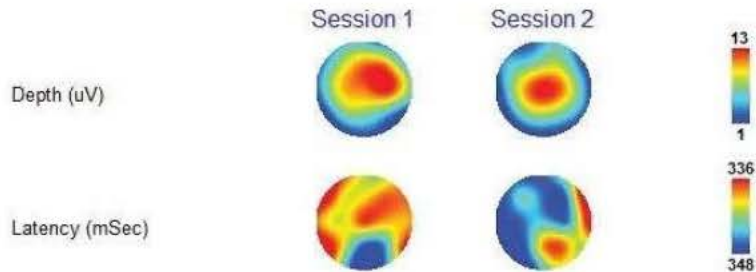 Session 1 Session 2
13
Depth (uV)
1
336
Latency (mSec)
348